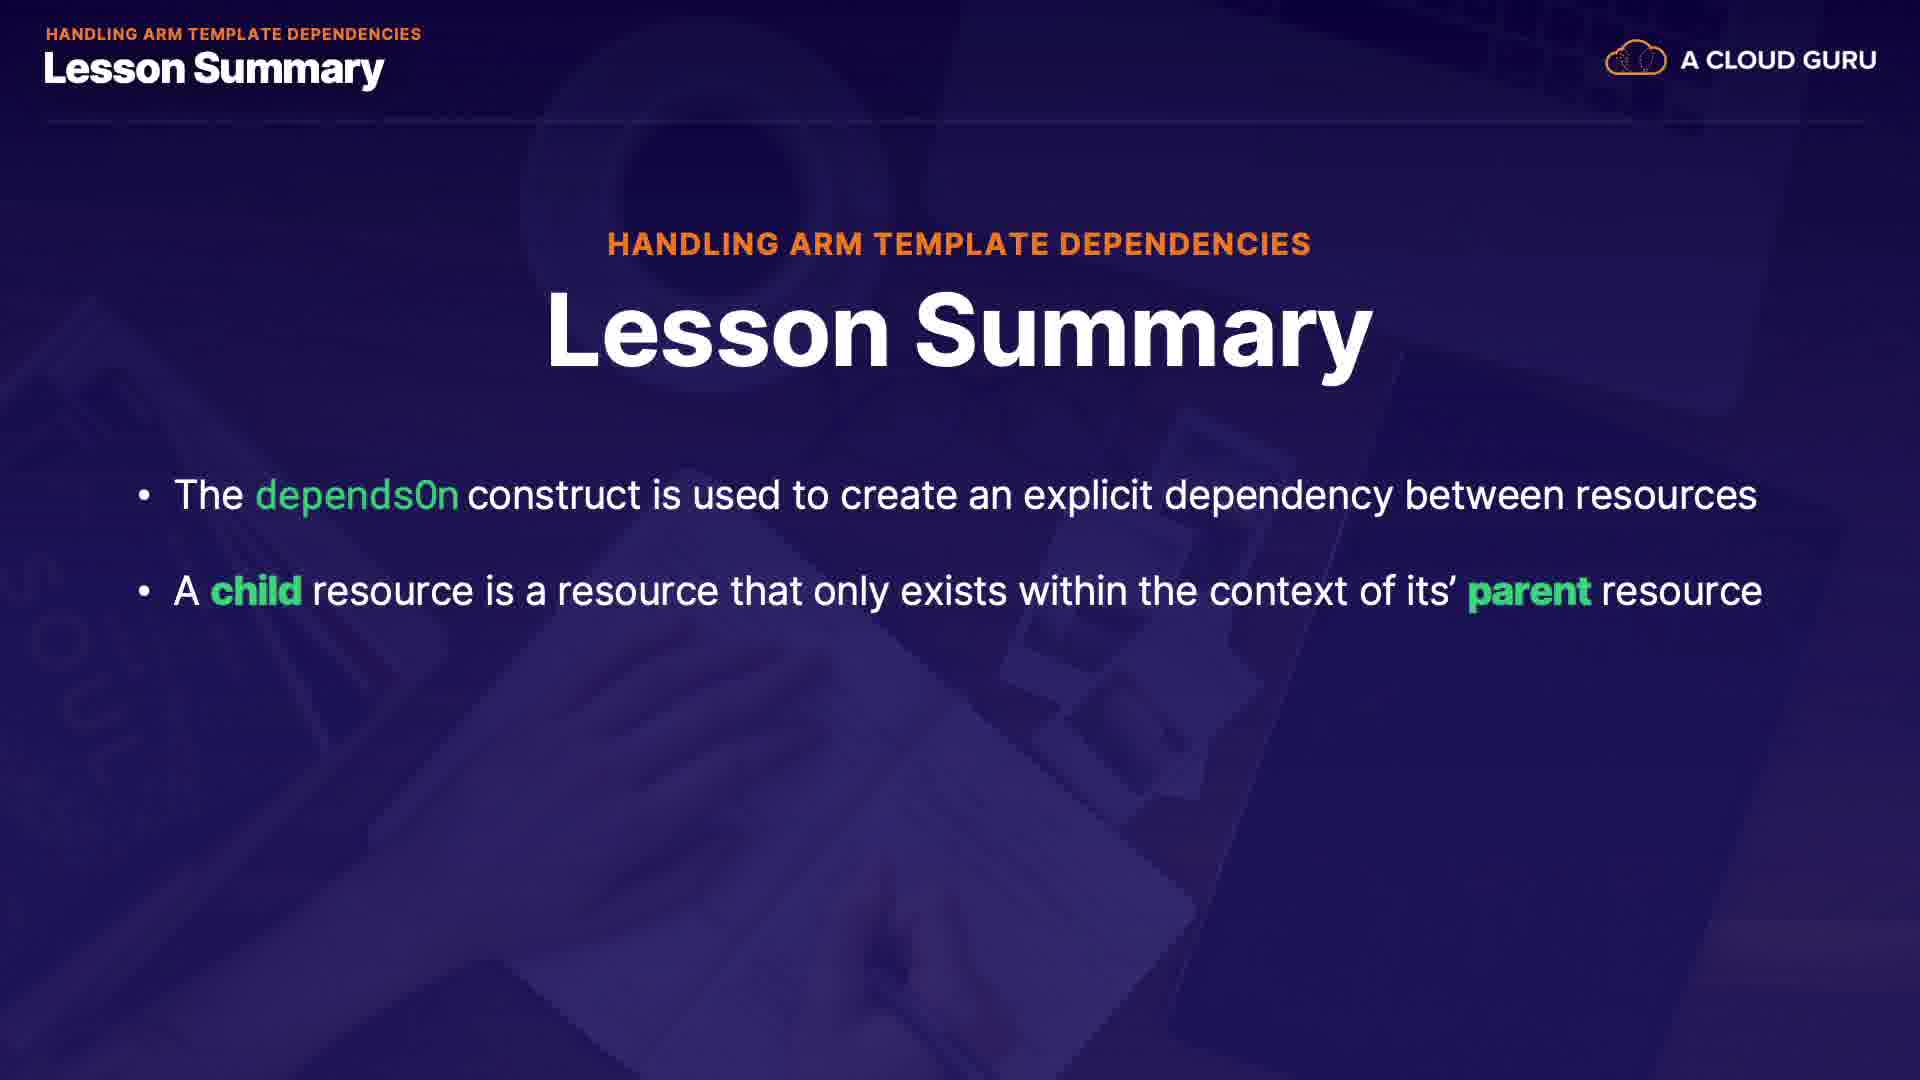 HANDLING ARM TEMPLATE DEPENDENCIES
Lesson Summary
A CLOUD GURU
HANDLING ARM TEMPLATE DEPENDENCIES
Lesson Summary
• The dependsOn construct is used to create an explicit dependency between resources
• A child resource is a resource that only exists within the context of its’ parent resource
SOUL